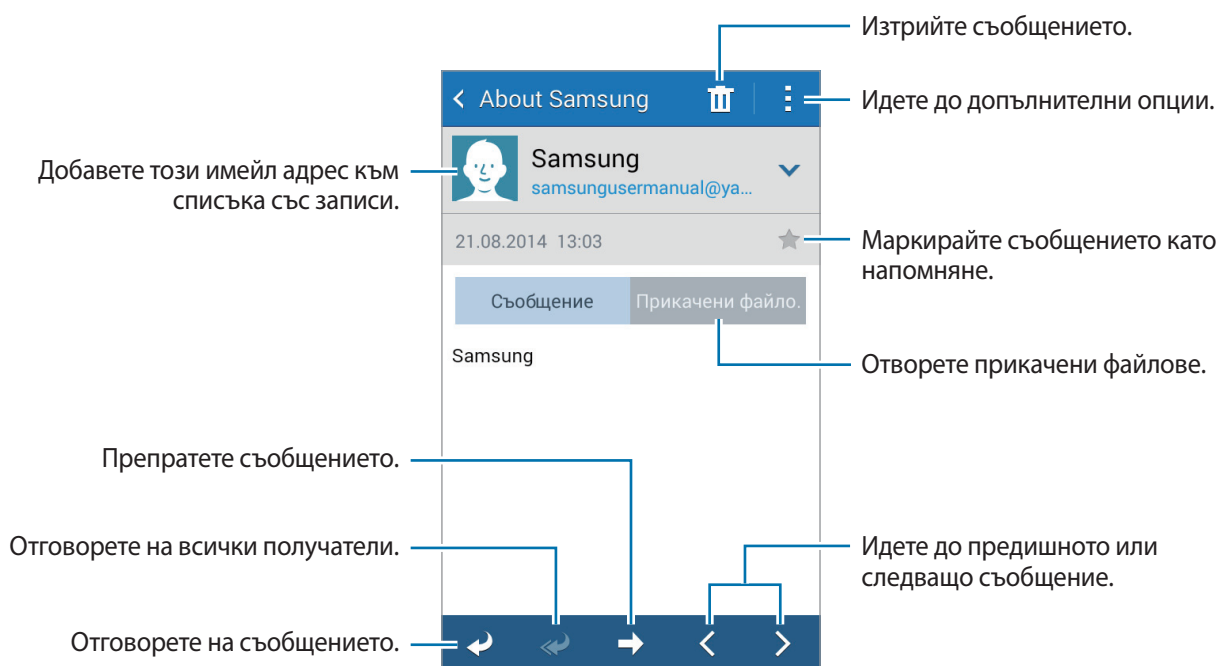 Изтрийте съобщението.
About Samsung
Идете до допълнителни опции.
Добавете този имейл адрес към
списъка със записи.
Samsung
samsungusermanual@ya...
21.08.2014 13:03
Маркирайте съобщението като
напомняне.
Съобщение
Прикачени файло.
Samsung
Отворете прикачени файлове.
Препратете съобщението.
Отговорете на всички получатели.
Идете до предишното или
следващо съобщение.
Отговорете на съобщението.